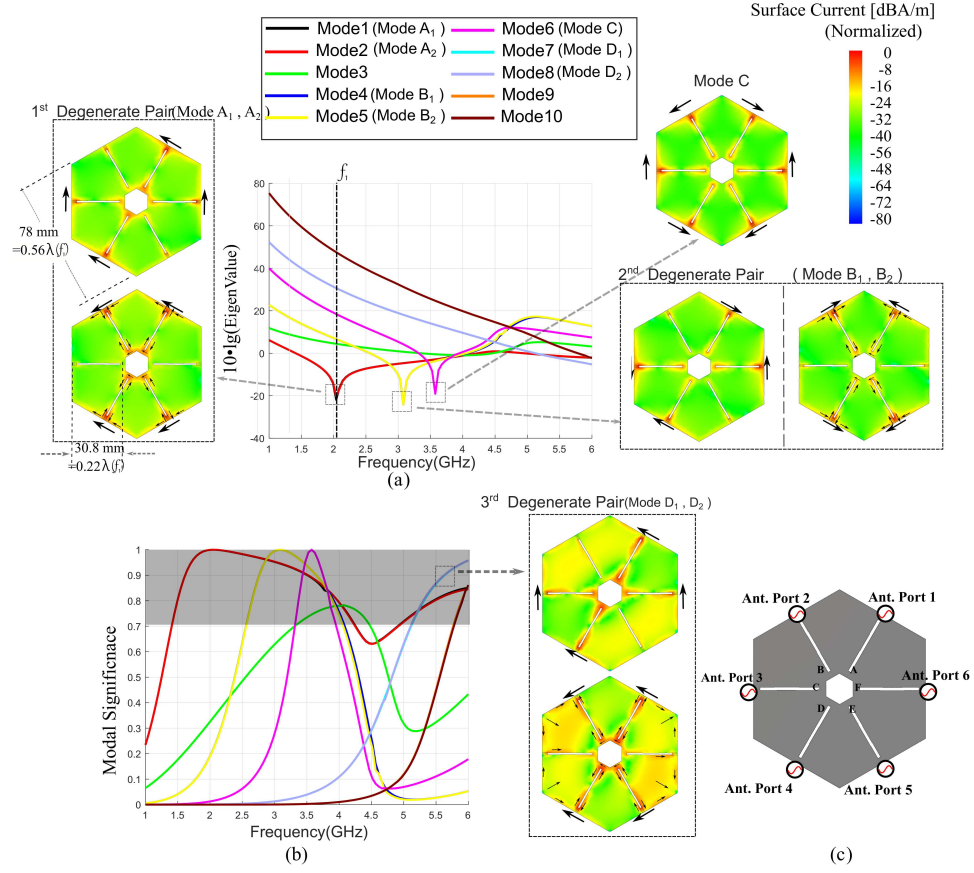 (a)
Mode1 (Mode A1)
Mode2 (Mode A2)
Mode3
Mode4 (Mode B1)
Mode5 (Mode B2)
Mode6 (Mode C)
Mode7 (Mode D1)
Mode8 (Mode D2)
Mode9
Mode10
Surface Current [dBA/m]
(Normalized)
0
-8
-16
-24
-32
-40
-48
-56
-64
-72
-80
1st Degenerate Pair(Mode A1 , A2)
78 mm
=0.56λ(f1)
30.8 mm
=0.22λ(f1)
Mode C
2nd Degenerate Pair (Mode B1 , B2)
f1
10•lg(EigenValue)
80
60
40
20
0
-20
-40
1 1.5 2 2.5 3 3.5 4 4.5 5 5.5 6
Frequency(GHz)
(a)
3rd Degenerate Pair(Mode D1 , D2)
Modal Significnace
1
0.9
0.8
0.7
0.6
0.5
0.4
0.3
0.2
0.1
0
1 1.5 2 2.5 3 3.5 4 4.5 5 5.5 6
Frequency(GHz)
(b)
Ant. Port 2
Ant. Port 1
Ant. Port 3
Ant. Port 6
Ant. Port 4
Ant. Port 5
B
A
C
F
D
E
(c)